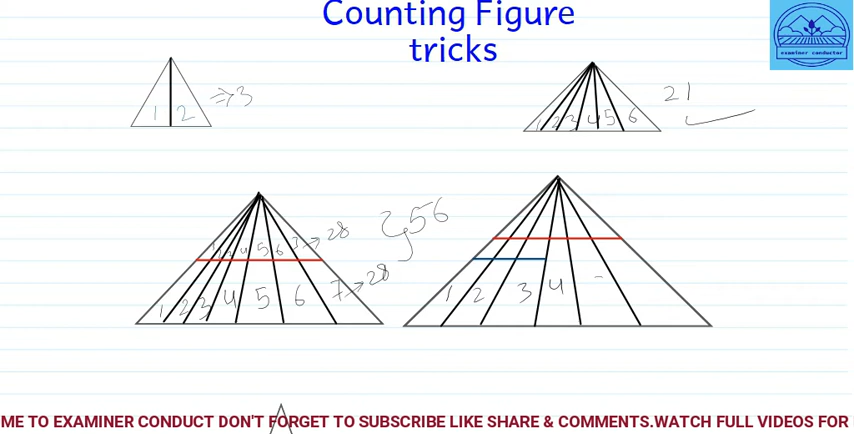 Counting Figure
tricks
examiner conductor
1 2 => 3
1 2 3 4 5 6
21
1 2 3 4 5 6 7 → 28
} 56
1 2 3 4 5 6 7 → 28
1 2 3 4
ME TO EXAMINER CONDUCT DON'T FORGET TO SUBSCRIBE LIKE SHARE & COMMENTS.WATCH FULL VIDEOS FOR